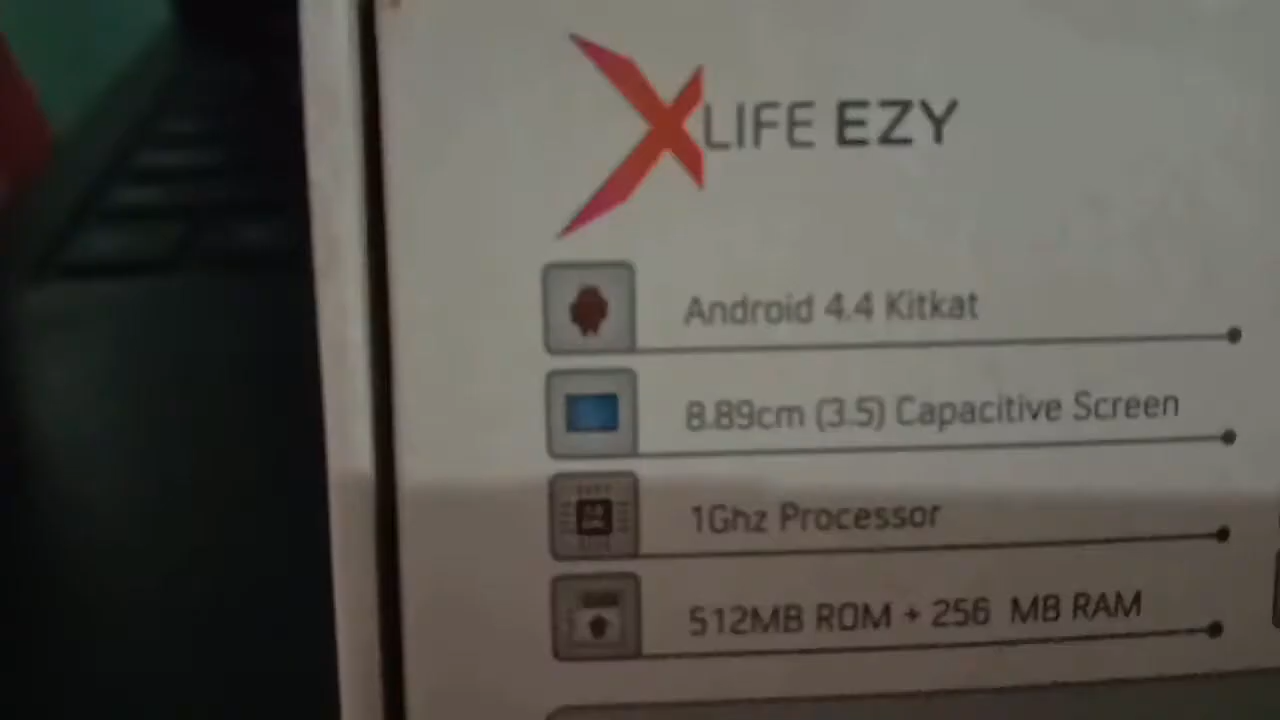 XLIFE EZY
Android 4.4 Kitkat
8.89cm (3.5) Capacitive Screen
1Ghz Processor
512MB ROM + 256 MB RAM